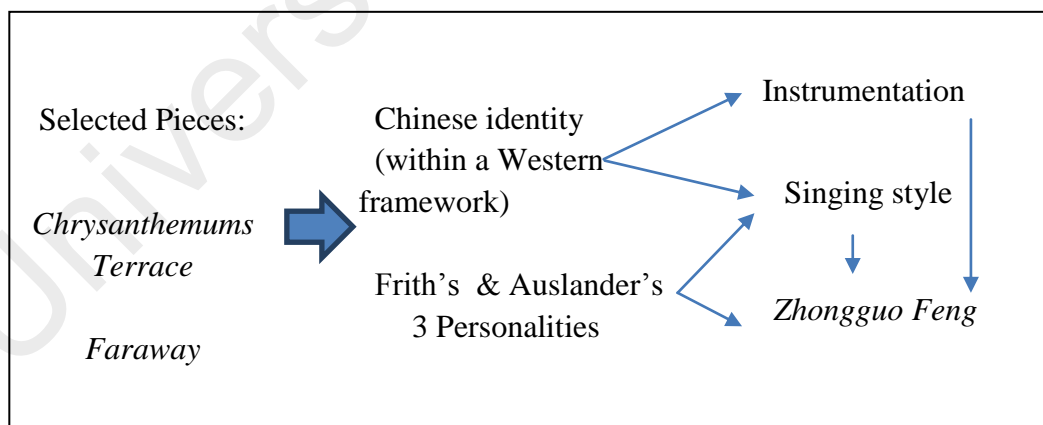 Selected Pieces:
Chrysanthemums
Terrace
Faraway
Chinese identity
(within a Western
framework)
Frith’s & Auslander’s
3 Personalities
Instrumentation
Singing style
Zhongguo Feng
Univers